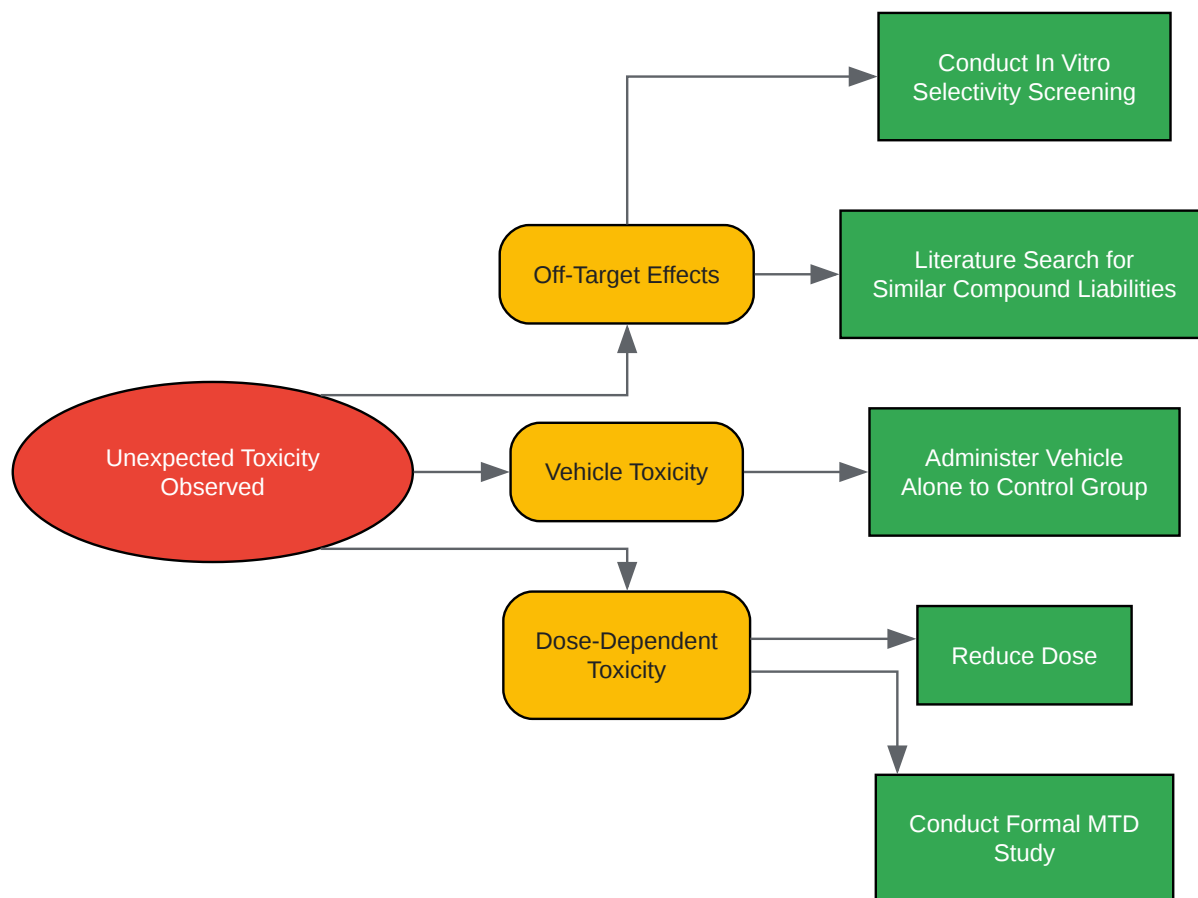 Conduct In Vitro
Selectivity Screening
Literature Search for
Similar Compound Liabilities
Off-Target Effects
Unexpected Toxicity
Observed
Vehicle Toxicity
Administer Vehicle
Alone to Control Group
Dose-Dependent
Toxicity
Reduce Dose
Conduct Formal MTD
Study